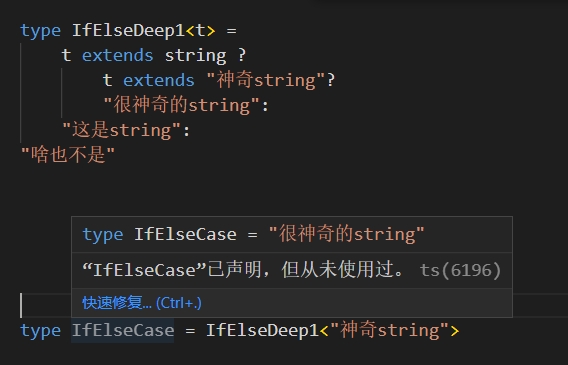 type IfElseDeep1<t> =
    t extends string ?
        t extends "神奇string"?
        "很神奇的string":
    "这是string":
"啥也不是"
type IfElseCase = "很神奇的string"
“IfElseCase”已声明，但从未使用过。 ts(6196)
快速修复... (Ctrl+.)
type IfElseCase = IfElseDeep1<"神奇string">